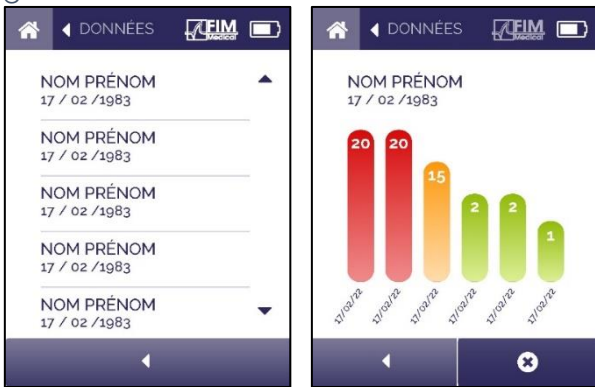 DONNÉES
FIM
Medical
NOM PRÉNOM
17 / 02 /1983
NOM PRÉNOM
17 / 02 /1983
NOM PRÉNOM
17 / 02 /1983
NOM PRÉNOM
17 / 02 /1983
NOM PRÉNOM
17 / 02 /1983
DONNÉES
FIM
Medical
NOM PRÉNOM
17 / 02 /1983
20 20 15 2 2 1
17/02/22 17/02/22 17/02/22 17/02/22 17/02/22 17/02/22